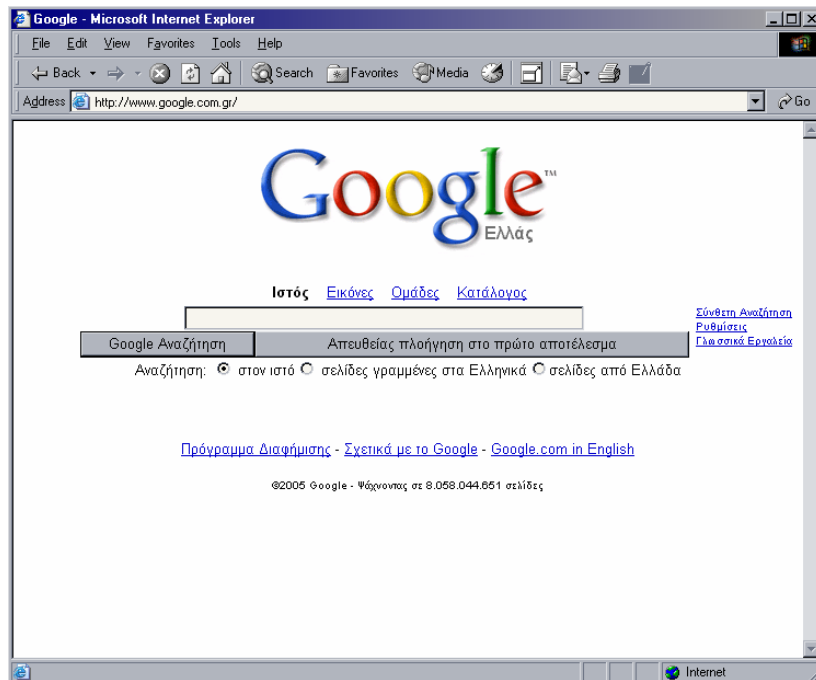 Google - Microsoft Internet Explorer
File Edit View Favorites Tools Help
Back Search Favorites Media
Address http://www.google.com.gr/ Go
Google™
Ελλάς
Ιστός Εικόνες Ομάδες Κατάλογος
Σύνθετη Αναζήτηση
Ρυθμίσεις
Γλωσσικά Εργαλεία
Google Αναζήτηση Απευθείας πλοήγηση στο πρώτο αποτέλεσμα
Αναζήτηση: στον ιστό σελίδες γραμμένες στα Ελληνικά σελίδες από Ελλάδα
Πρόγραμμα Διαφήμισης - Σχετικά με το Google - Google.com in English
©2005 Google - Ψάχνοντας σε 8.058.044.651 σελίδες
Internet